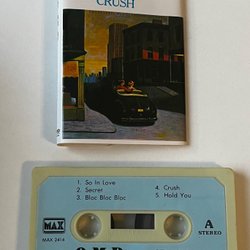 CRUSH
MAX
MAX 2414
1. So In Love
2. Secret
3. Bloc Bloc Bloc
4. Crush
5. Hold You
A
STEREO
O.M.D.